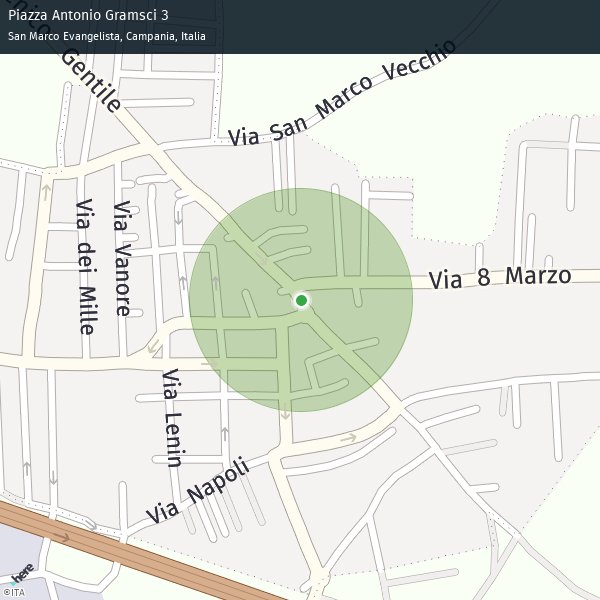 Piazza Antonio Gramsci 3
San Marco Evangelista, Campania, Italia
Gentile
Via San Marco Vecchio
Via dei Mille
Via Vanore
Via 8 Marzo
Via Lenin
Via Napoli
here
©ITA